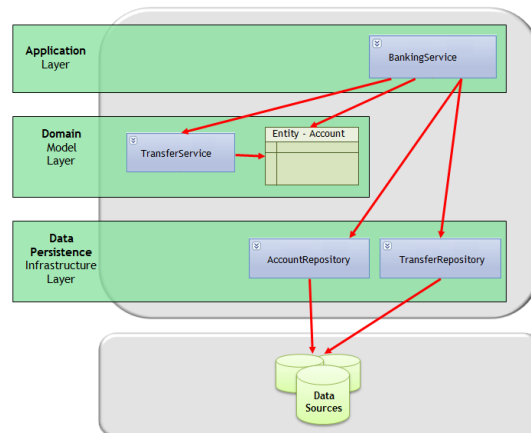 Application
Layer
BankingService
Domain
Model
Layer
TransferService
Entity - Account
Data
Persistence
Infrastructure
Layer
AccountRepository
TransferRepository
Data
Sources